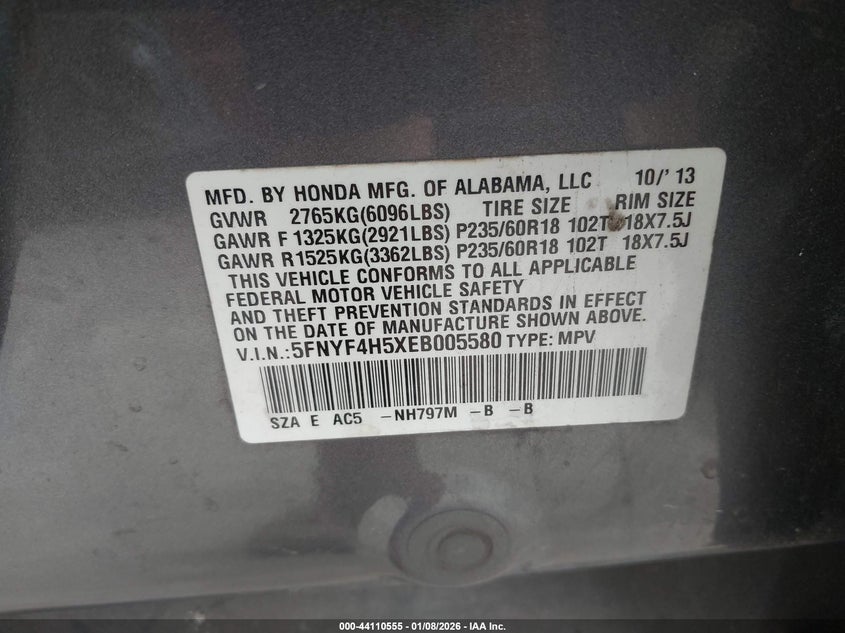 MFD. BY HONDA MFG. OF ALABAMA, LLC 10/'13
GVWR 2765KG(6096LBS) TIRE SIZE RIM SIZE
GAWR F 1325KG(2921LBS) P235/60R18 102T 18X7.5J
GAWR R1525KG(3362LBS) P235/60R18 102T 18X7.5J
THIS VEHICLE CONFORMS TO ALL APPLICABLE
FEDERAL MOTOR VEHICLE SAFETY
AND THEFT PREVENTION STANDARDS IN EFFECT
ON THE DATE OF MANUFACTURE SHOWN ABOVE.
V.I.N.:5FNYF4H5XEB005580 TYPE: MPV
SZA E AC5 -NH797M -B -B
000-44110555 - 01/08/2026 - IAA Inc.